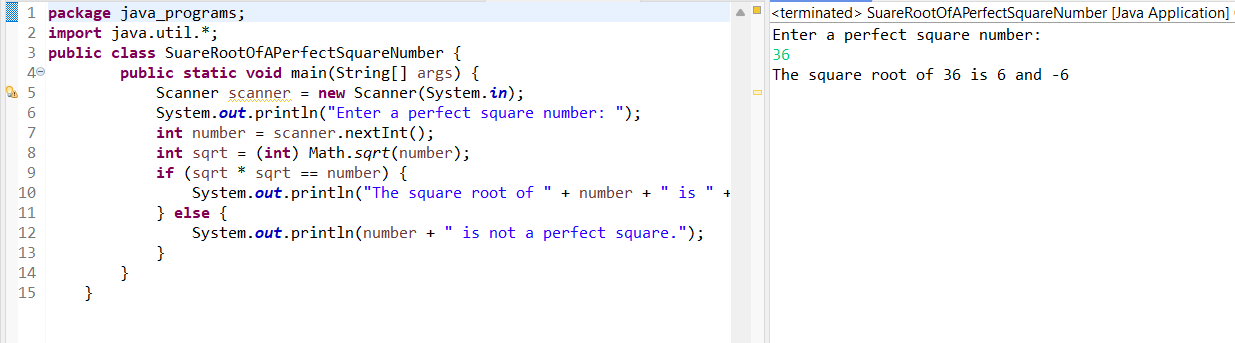 1 package java_programs;
2 import java.util.*;
3 public class SuareRootOfAPerfectSquareNumber {
4 public static void main(String[] args) {
5 Scanner scanner = new Scanner(System.in);
6 System.out.println("Enter a perfect square number: ");
7 int number = scanner.nextInt();
8 int sqrt = (int) Math.sqrt(number);
9 if (sqrt * sqrt == number) {
10 System.out.println("The square root of " + number + " is " +
11 } else {
12 System.out.println(number + " is not a perfect square.");
13 }
14 }
15 }
<terminated> SuareRootOfAPerfectSquareNumber [Java Application]
Enter a perfect square number:
36
The square root of 36 is 6 and -6